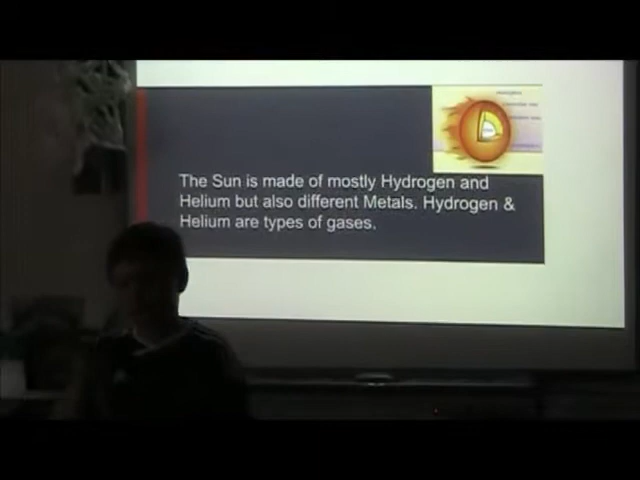 The Sun is made of mostly Hydrogen and
Helium but also different Metals. Hydrogen &
Helium are types of gases.